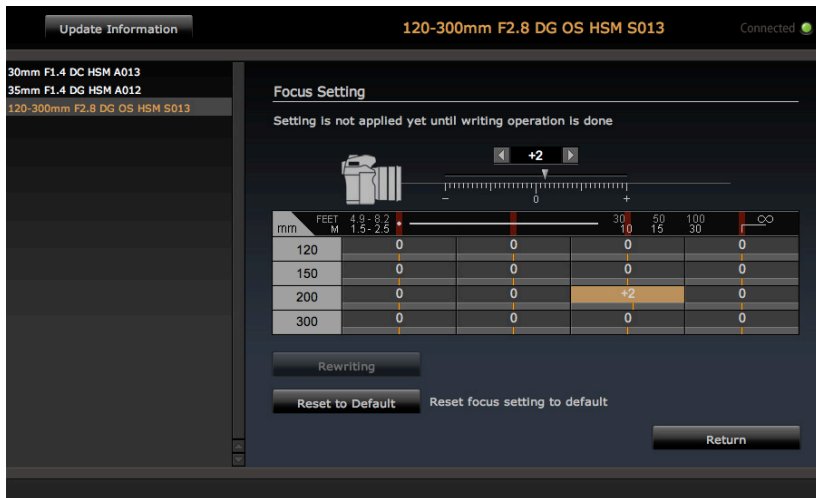 Update Information
120-300mm F2.8 DG OS HSM S013
Connected
30mm F1.4 DC HSM A013
35mm F1.4 DG HSM A012
120-300mm F2.8 DG OS HSM S013
Focus Setting
Setting is not applied yet until writing operation is done
+2
- 0 +
FEET 4.9 - 8.2 30 50 100 ∞
mm M 1.5 - 2.5 10 15 30
120 0 0 0 0
150 0 0 0 0
200 0 0 +2 0
300 0 0 0 0
Rewriting
Reset to Default Reset focus setting to default
Return